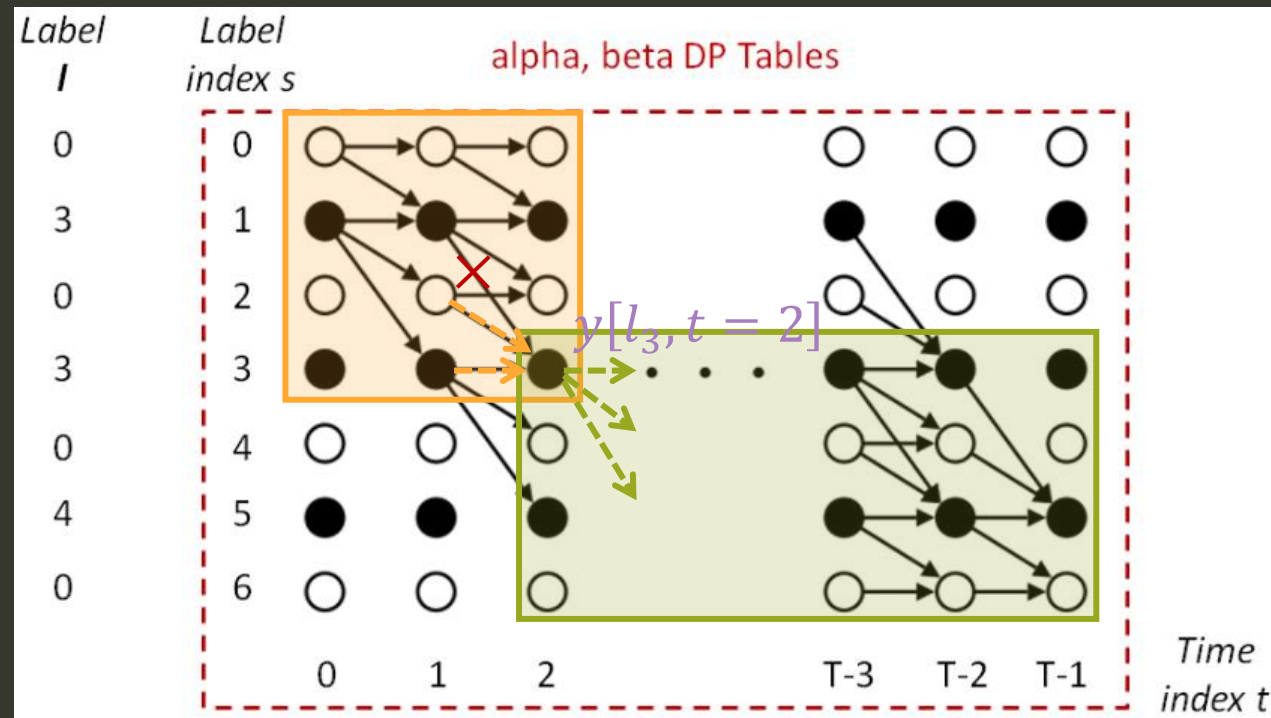 Label
l
Label
index s
alpha, beta DP Tables
0 0
3 1
0 2
y[l₃, t = 2]
3 3
0 4
4 5
0 6
0 1 2 T-3 T-2 T-1
Time
index t